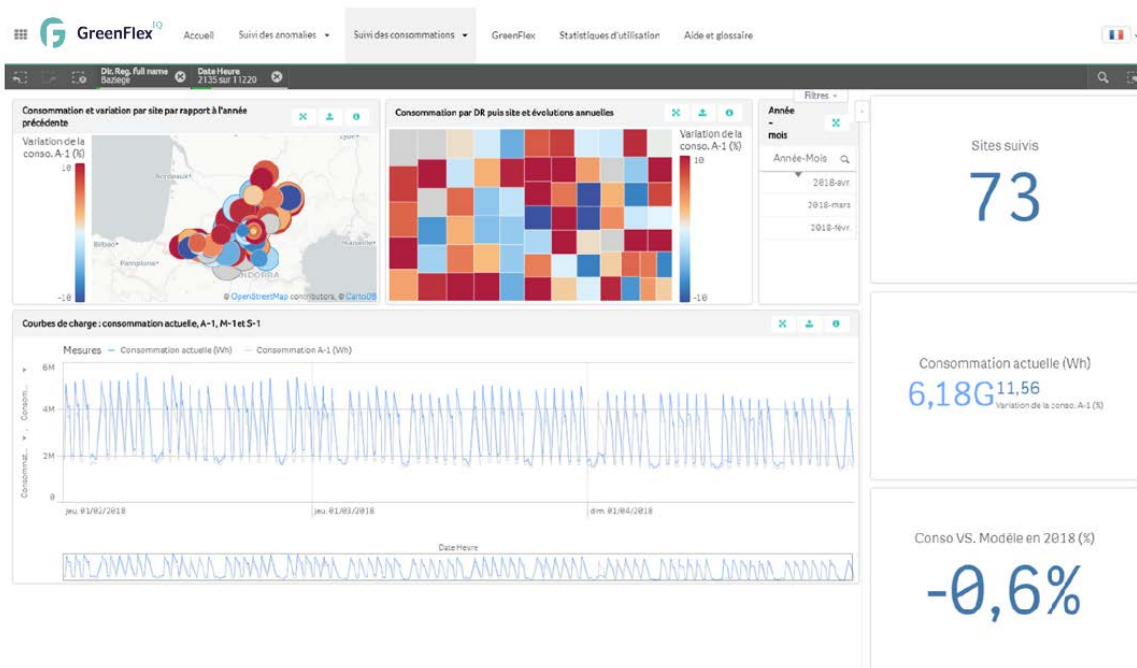 GreenFlex IQ
Accueil
Suivi des anomalies
Suivi des consommations
GreenFlex
Statistiques d'utilisation
Aide et glossaire
Dir. Reg. full name
Baziege
Date Heure
2135 sur 11220
Filtres
Consommation et variation par site par rapport à l'année
précédente
Variation de la
conso. A-1 (%)
10
-10
Lyon
Bordeaux
Bilbao
Pamplona
Marseille
ANDORRA
© OpenStreetMap contributors, © CartoDB
Consommation par DR puis site et évolutions annuelles
Variation de la
conso. A-1 (%)
10
-10
Année
-
mois
Année-Mois
2018-avr.
2018-mars
2018-févr.
Sites suivis
73
Courbes de charge : consommation actuelle, A-1, M-1 et S-1
Mesures
Consommation actuelle (Wh)
Consommation A-1 (Wh)
6M
4M
2M
0
Consommat.
, Consom...
jeu. 01/02/2018
jeu. 01/03/2018
dim. 01/04/2018
Date Heure
Consommation actuelle (Wh)
6,18G
11,56
Variation de la conso. A-1 (%)
Conso VS. Modèle en 2018 (%)
-0,6%